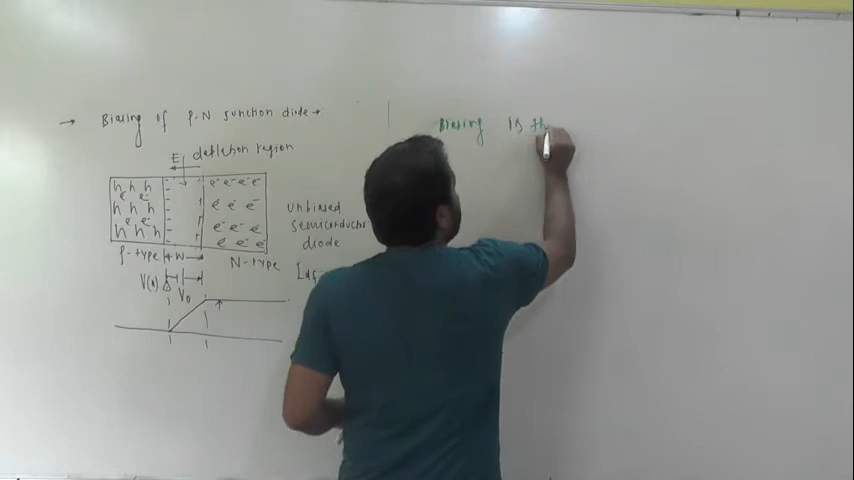 → Biasing of P-N Junction diode →
Biasing is th
E
depletion region
h h h
e⁻ e⁻ e⁻ e⁻
e e⁻
h h h
e e⁻ e
e e⁻
h h h
e⁻ e⁻ e⁻
e e⁻ e
unbiased
semiconductor
diode
P-type
W
N-type
V(x)
V₀